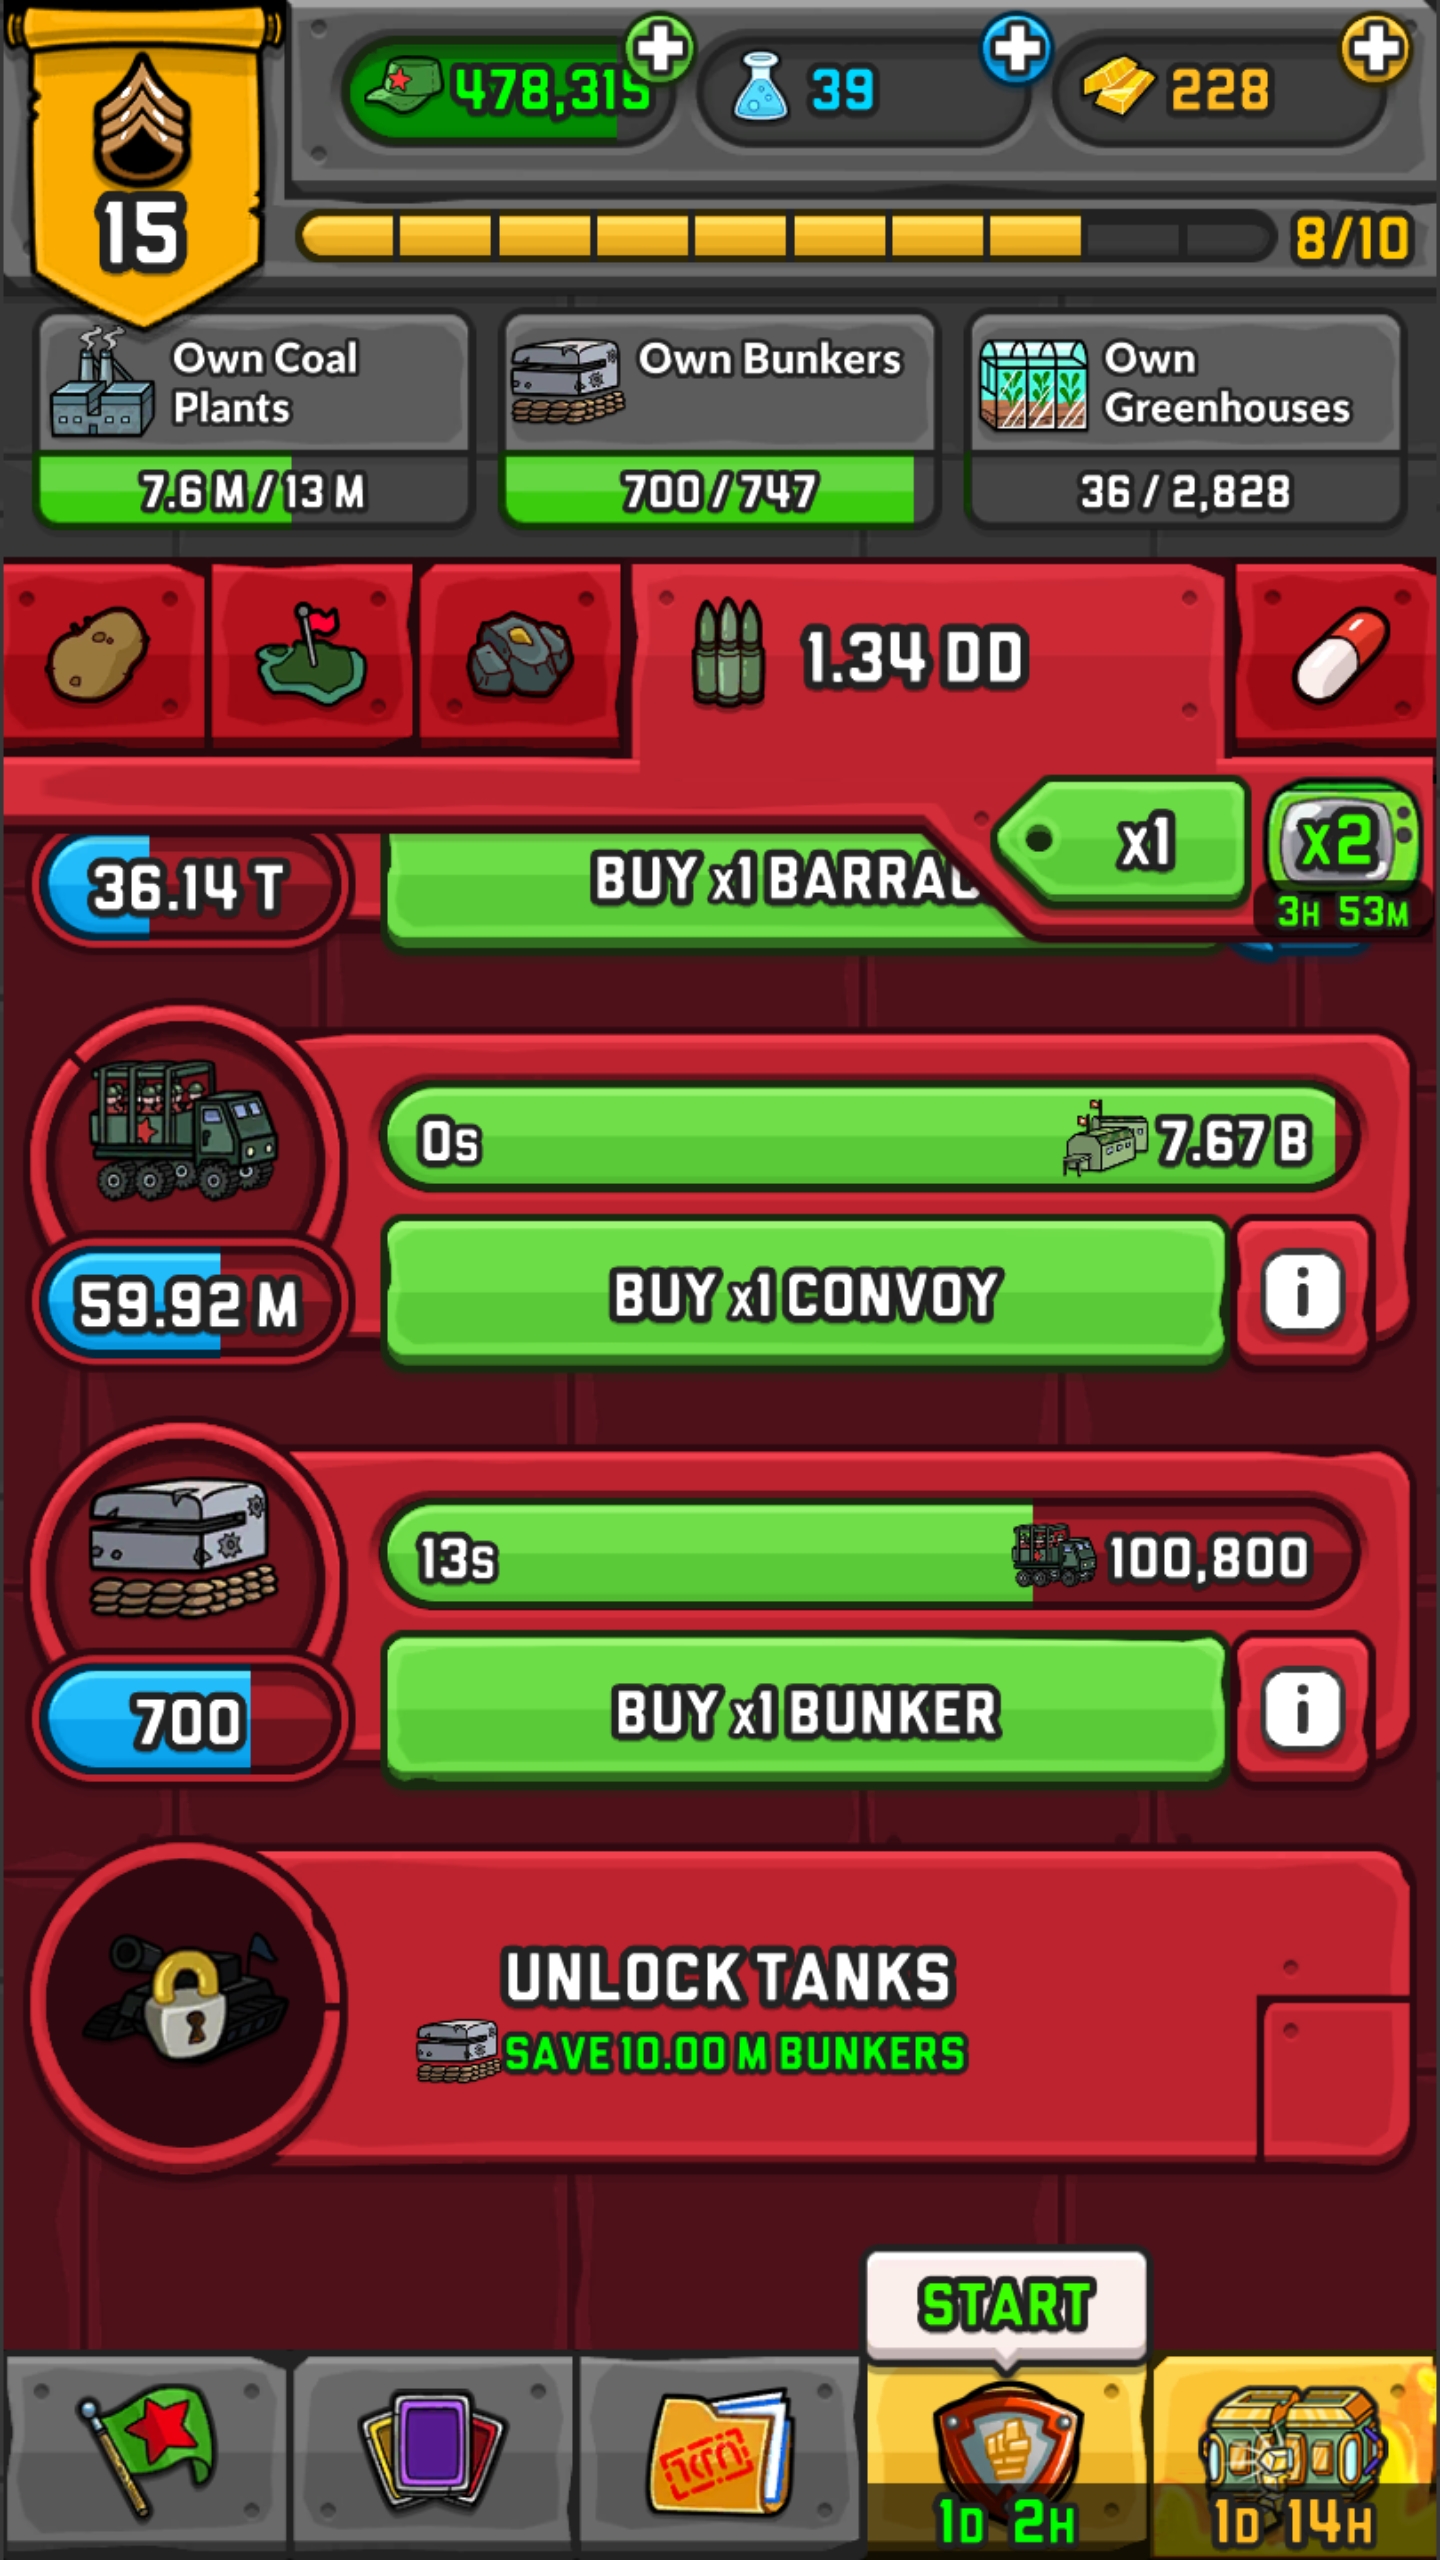 478,315
39
228
15
8/10
Own Coal
Plants
7.6 M / 13 M
Own Bunkers
700 / 747
Own
Greenhouses
36 / 2,828
1.34 DD
x1
x2
3H 53M
36.14 T
BUY x1
0s
7.67 B
59.92 M
BUY x1 CONVOY
i
13s
100,800
700
BUY x1 BUNKER
i
UNLOCK TANKS
SAVE 10.00 M BUNKERS
START
1D 2H
1D 14H